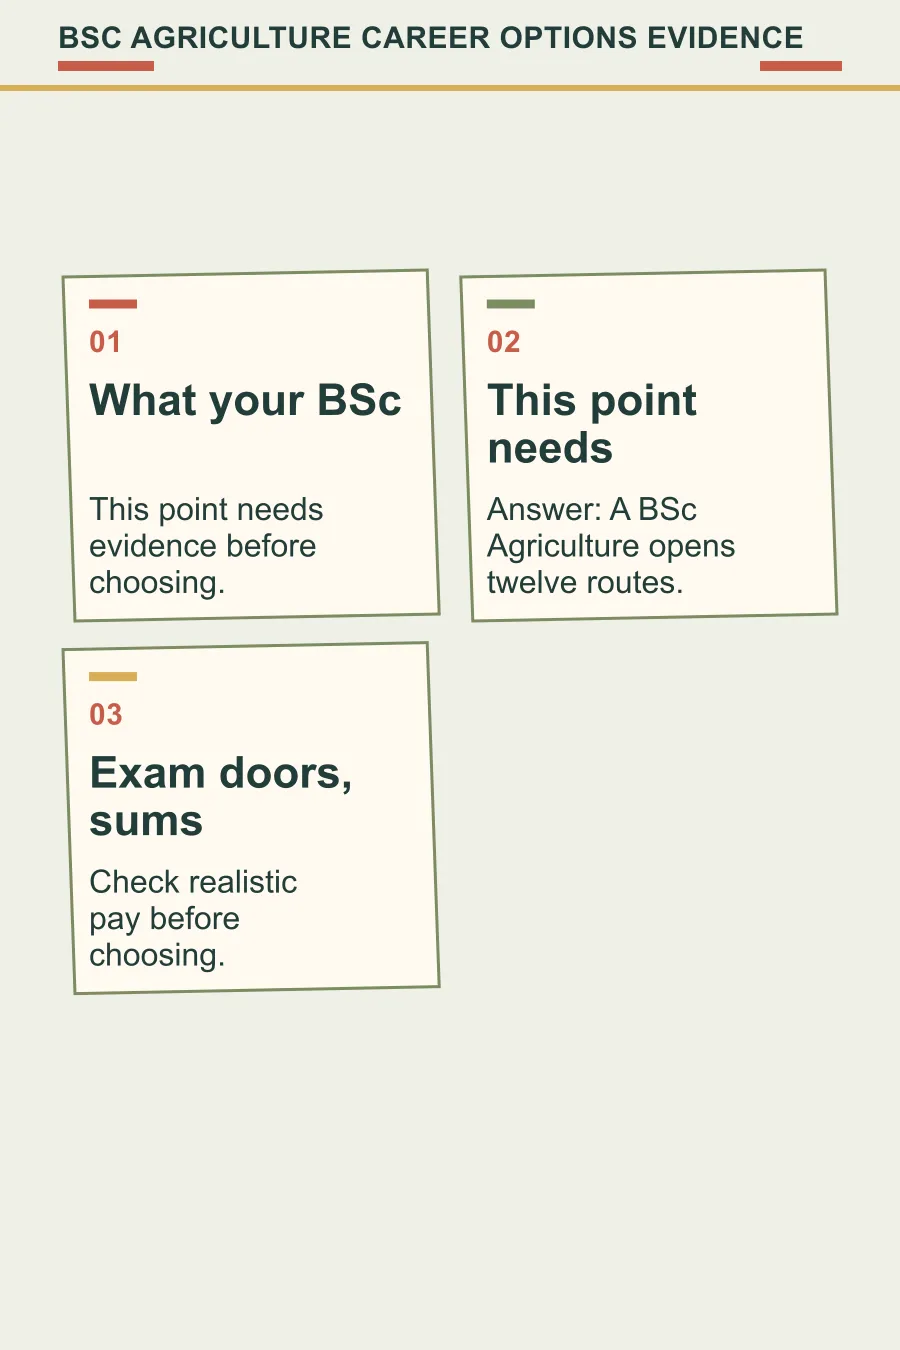 BSC AGRICULTURE CAREER OPTIONS EVIDENCE
01
What your BSc
This point needs
evidence before
choosing.
02
This point
needs
Answer: A BSc
Agriculture opens
twelve routes.
03
Exam doors,
sums
Check realistic
pay before
choosing.